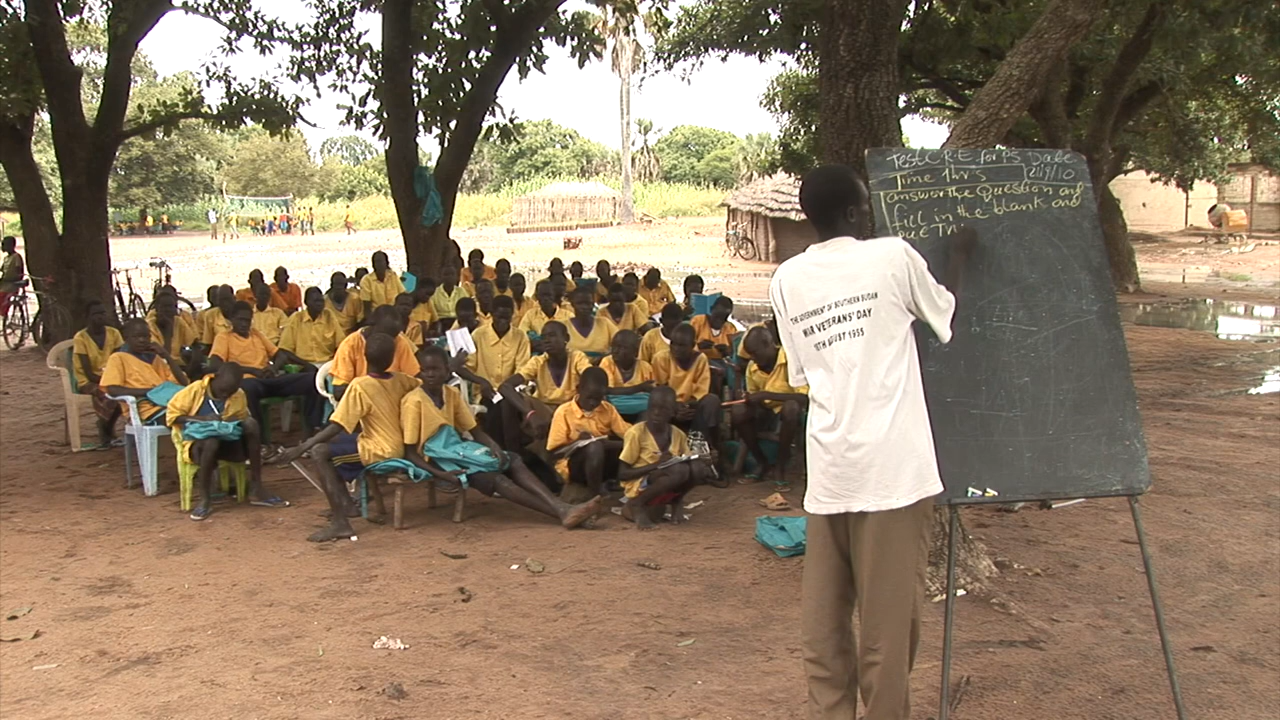 Test C.R.E. for P5 Date
Time 1hrs 21/9/10
answer the Question and
fill in the blank and
THE GOVERNMENT OF SOUTHERN SUDAN
WAR VETERANS' DAY
18TH AUGUST 1955